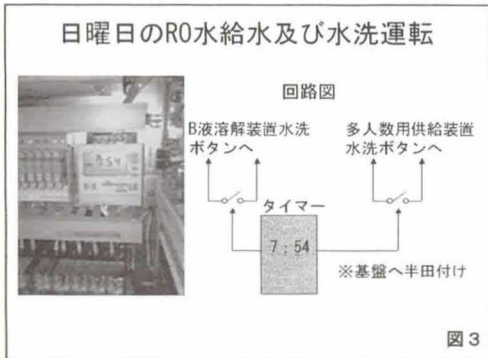 日曜日のRO水給水及び水洗運転
回路図
B液溶解装置水洗
ボタンへ
多人数用供給装置
水洗ボタンへ
タイマー
7:54
7;54
※基盤へ半田付け
図3